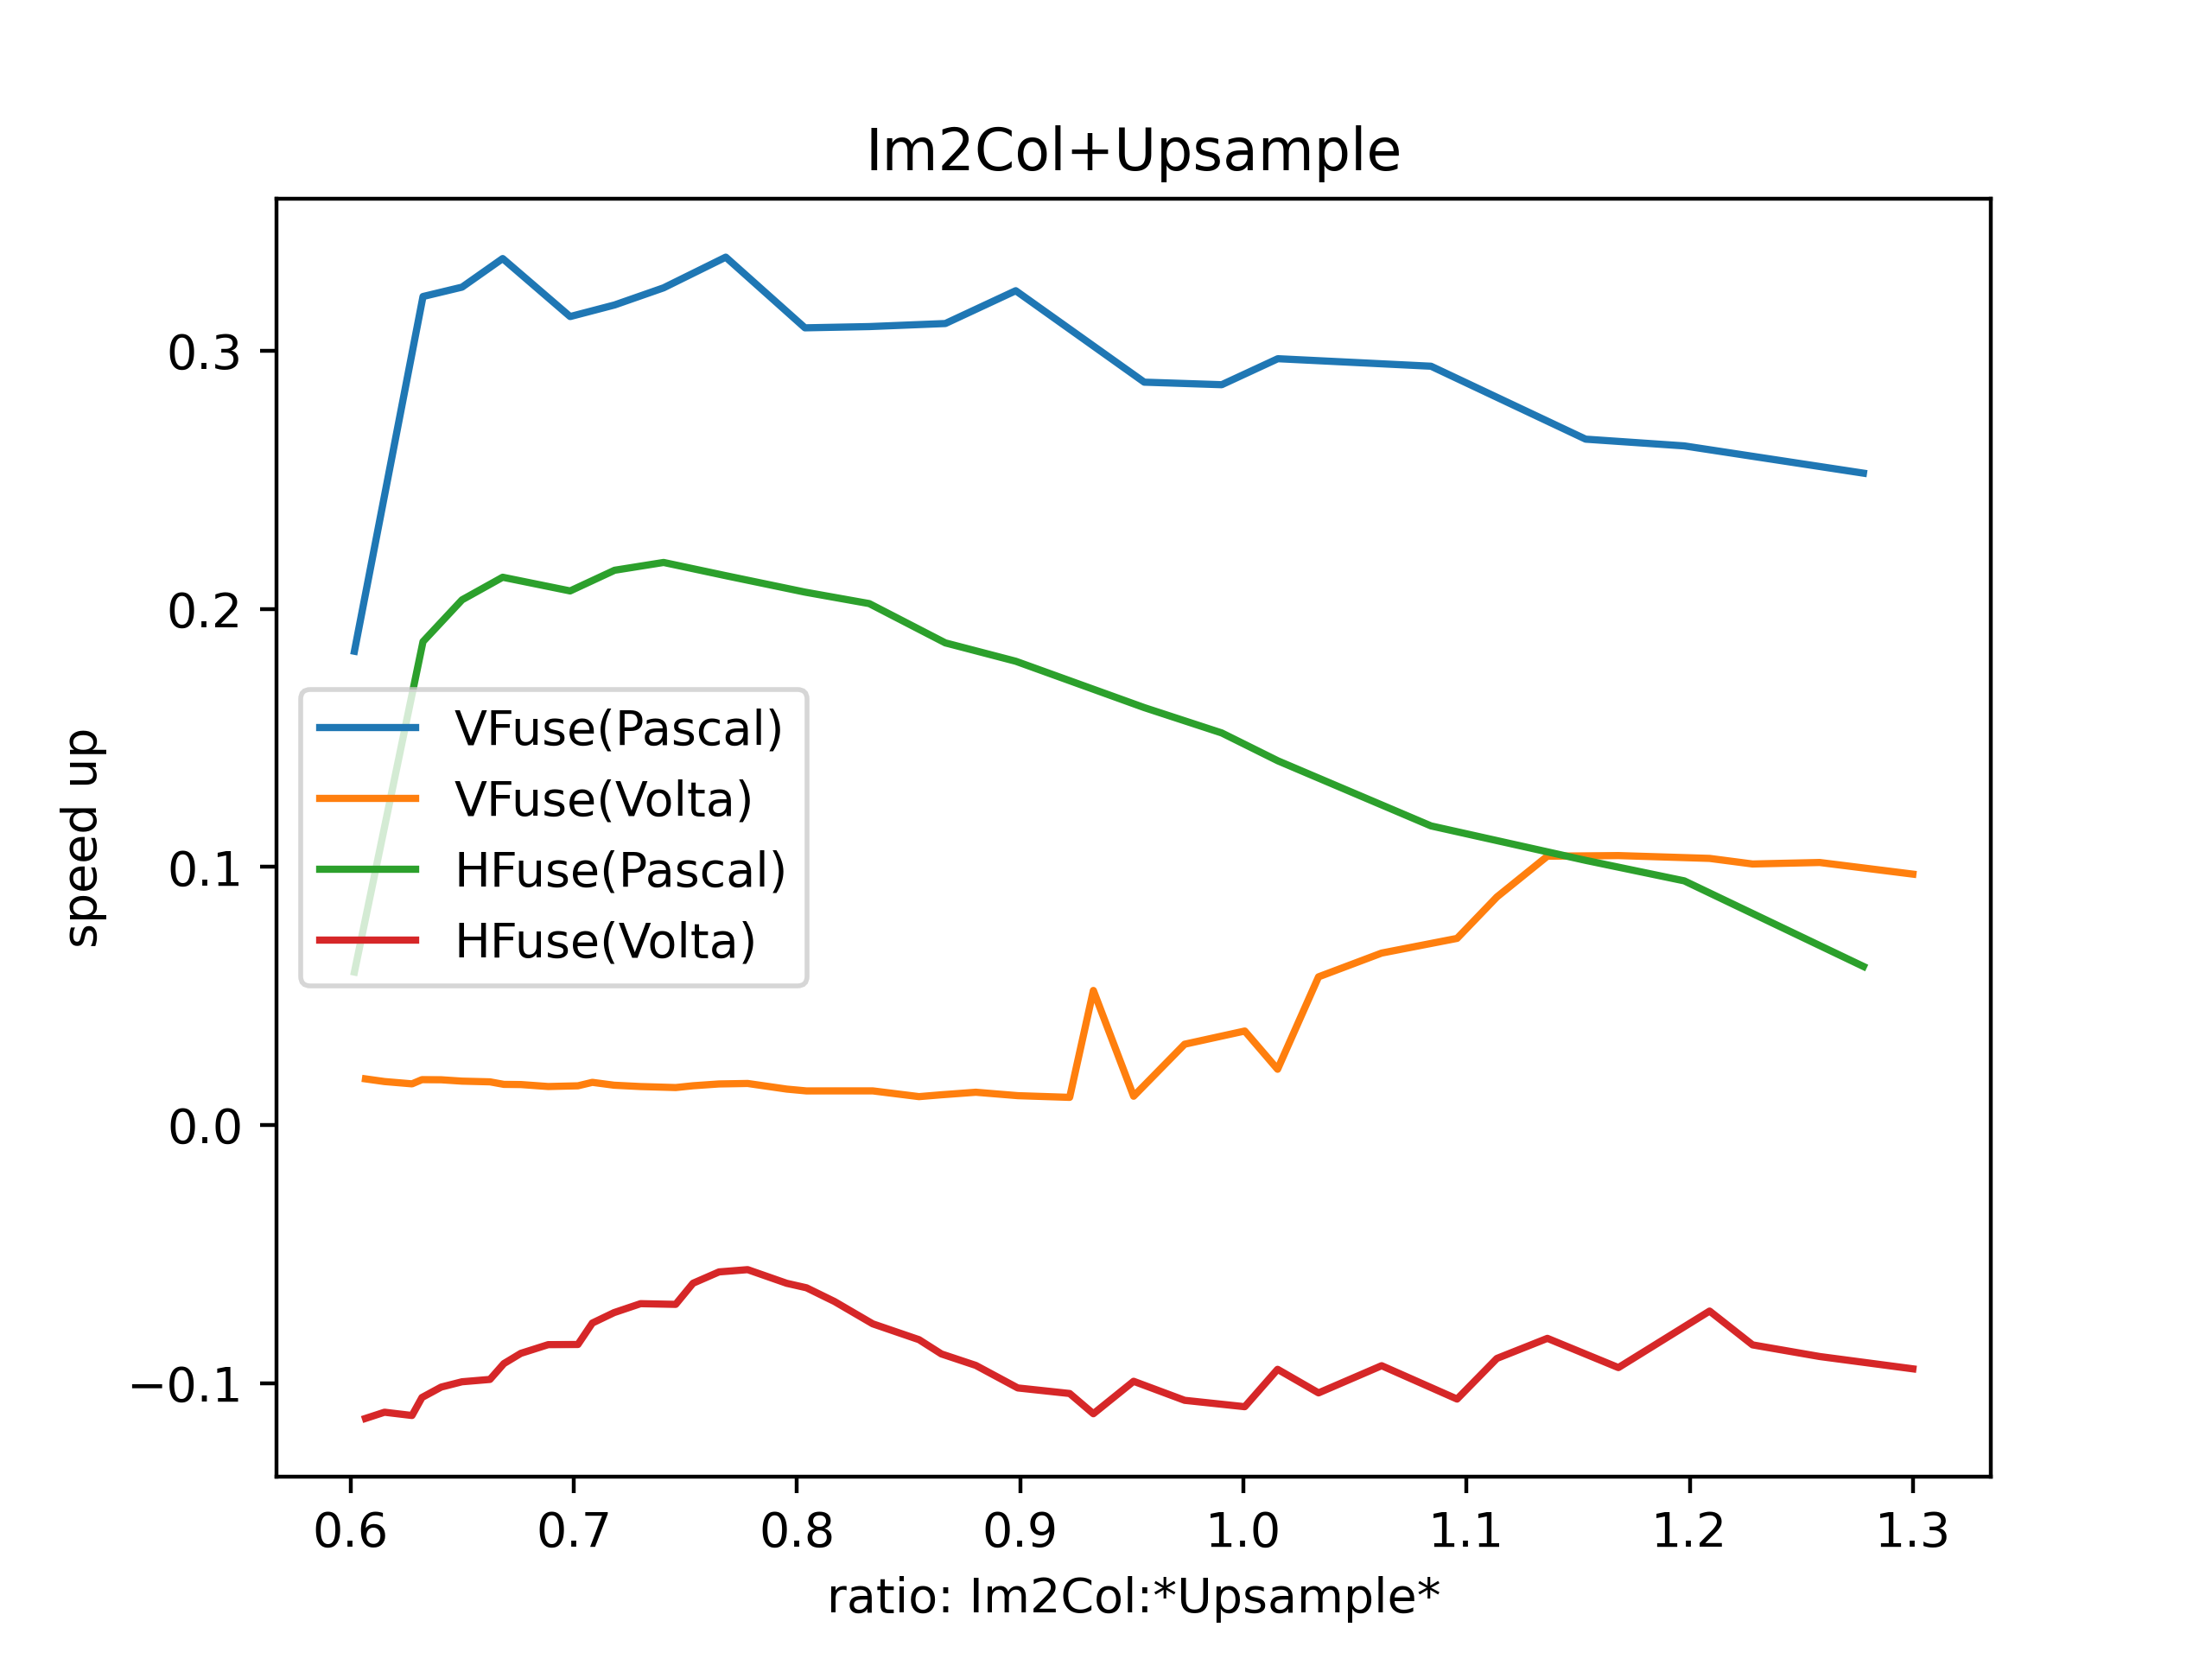 Im2Col+Upsample
speed up
0.3
0.2
0.1
0.0
−0.1
VFuse(Pascal)
VFuse(Volta)
HFuse(Pascal)
HFuse(Volta)
0.6 0.7 0.8 0.9 1.0 1.1 1.2 1.3
ratio: Im2Col:*Upsample*